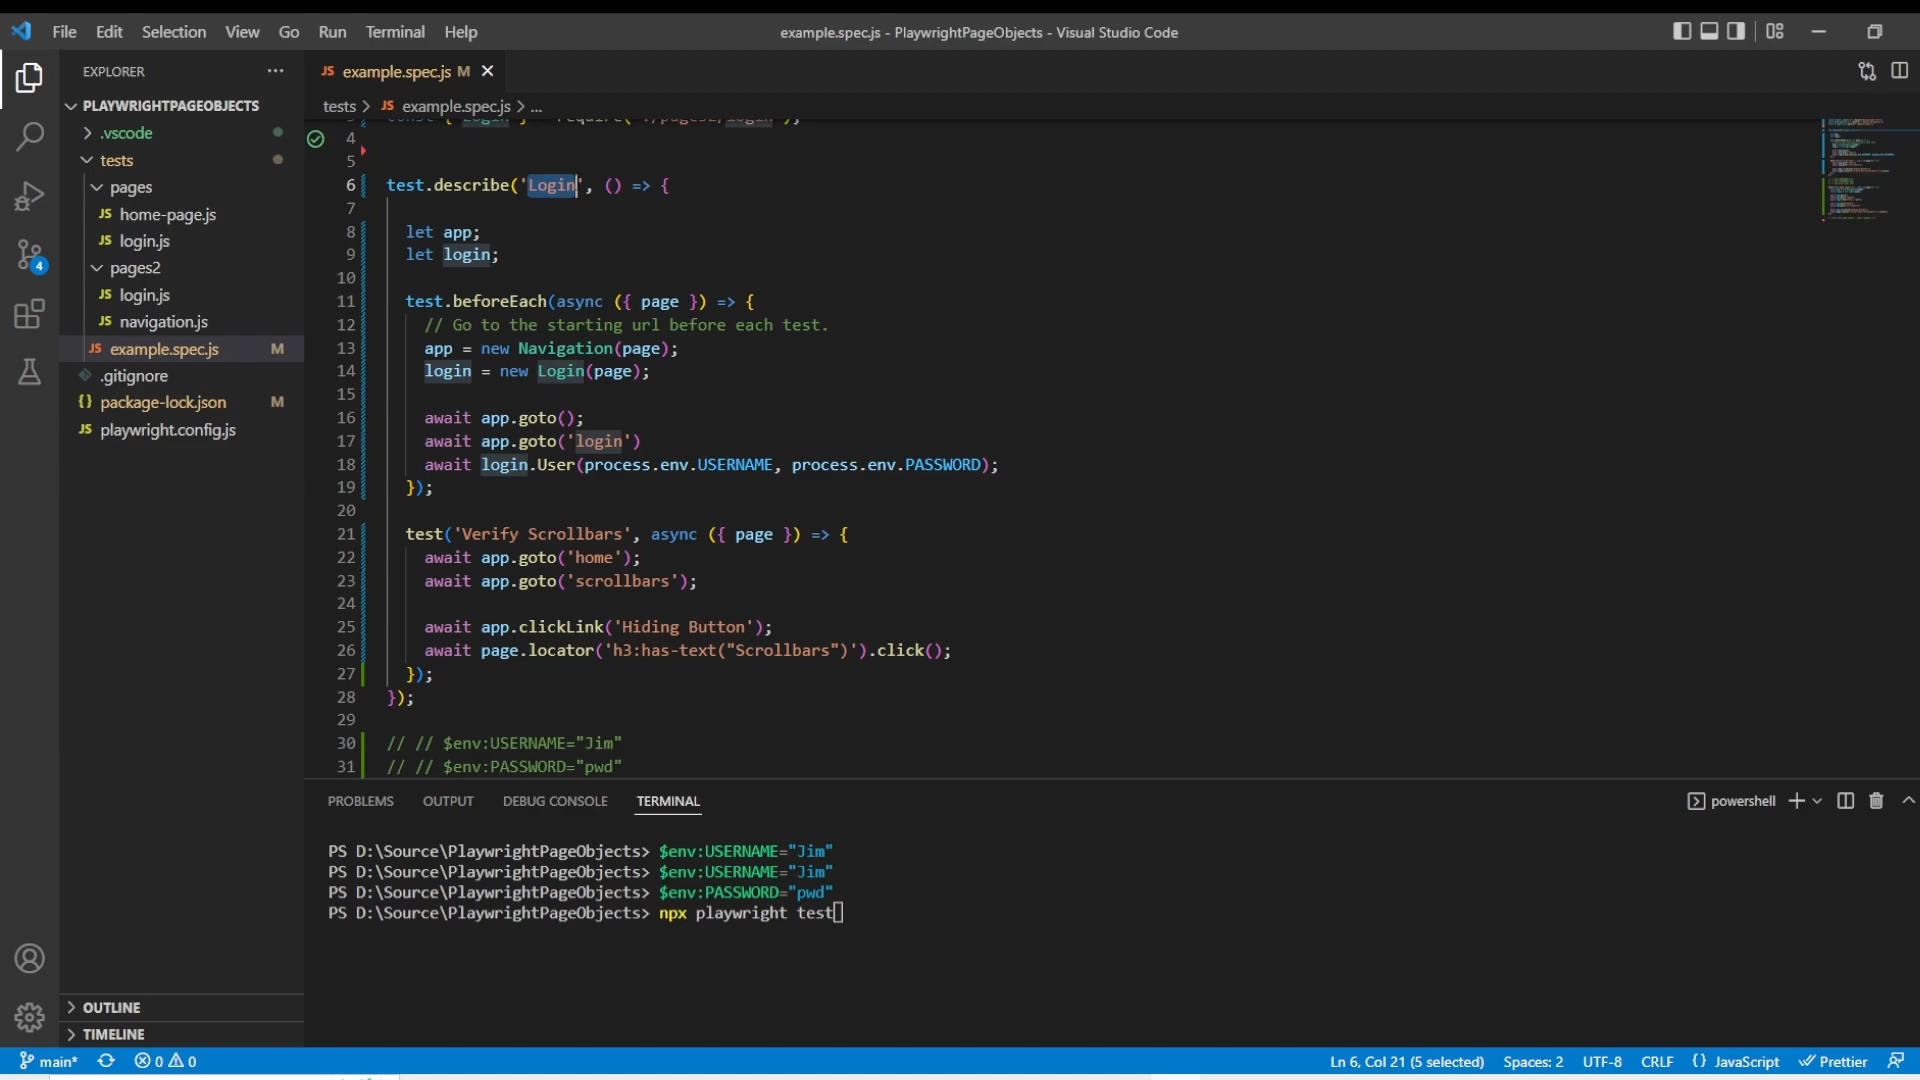 File Edit Selection View Go Run Terminal Help
example.spec.js - PlaywrightPageObjects - Visual Studio Code
EXPLORER
PLAYWRIGHTPAGEOBJECTS
.vscode
tests
pages
JS home-page.js
JS login.js
pages2
JS login.js
JS navigation.js
JS example.spec.js M
.gitignore
{} package-lock.json M
JS playwright.config.js
OUTLINE
TIMELINE
4
JS example.spec.js M
tests > JS example.spec.js > ...
4
5
6 test.describe('Login', () => {
7
8 let app;
9 let login;
10
11 test.beforeEach(async ({ page }) => {
12 // Go to the starting url before each test.
13 app = new Navigation(page);
14 login = new Login(page);
15
16 await app.goto();
17 await app.goto('login')
18 await login.User(process.env.USERNAME, process.env.PASSWORD);
19 });
20
21 test('Verify Scrollbars', async ({ page }) => {
22 await app.goto('home');
23 await app.goto('scrollbars');
24
25 await app.clickLink('Hiding Button');
26 await page.locator('h3:has-text("Scrollbars")').click();
27 });
28 });
29
30 // // $env:USERNAME="Jim"
31 // // $env:PASSWORD="pwd"
PROBLEMS OUTPUT DEBUG CONSOLE TERMINAL
powershell
PS D:\Source\PlaywrightPageObjects> $env:USERNAME="Jim"
PS D:\Source\PlaywrightPageObjects> $env:USERNAME="Jim"
PS D:\Source\PlaywrightPageObjects> $env:PASSWORD="pwd"
PS D:\Source\PlaywrightPageObjects> npx playwright test
main* 0 0
Ln 6, Col 21 (5 selected) Spaces: 2 UTF-8 CRLF {} JavaScript Prettier